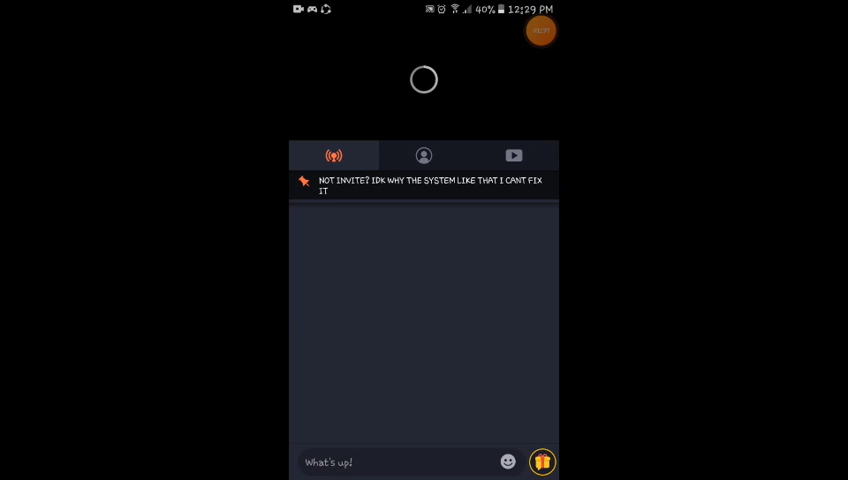 40% 12:29 PM
NOT INVITE? IDK WHY THE SYSTEM LIKE THAT I CANT FIX
IT
What's up!